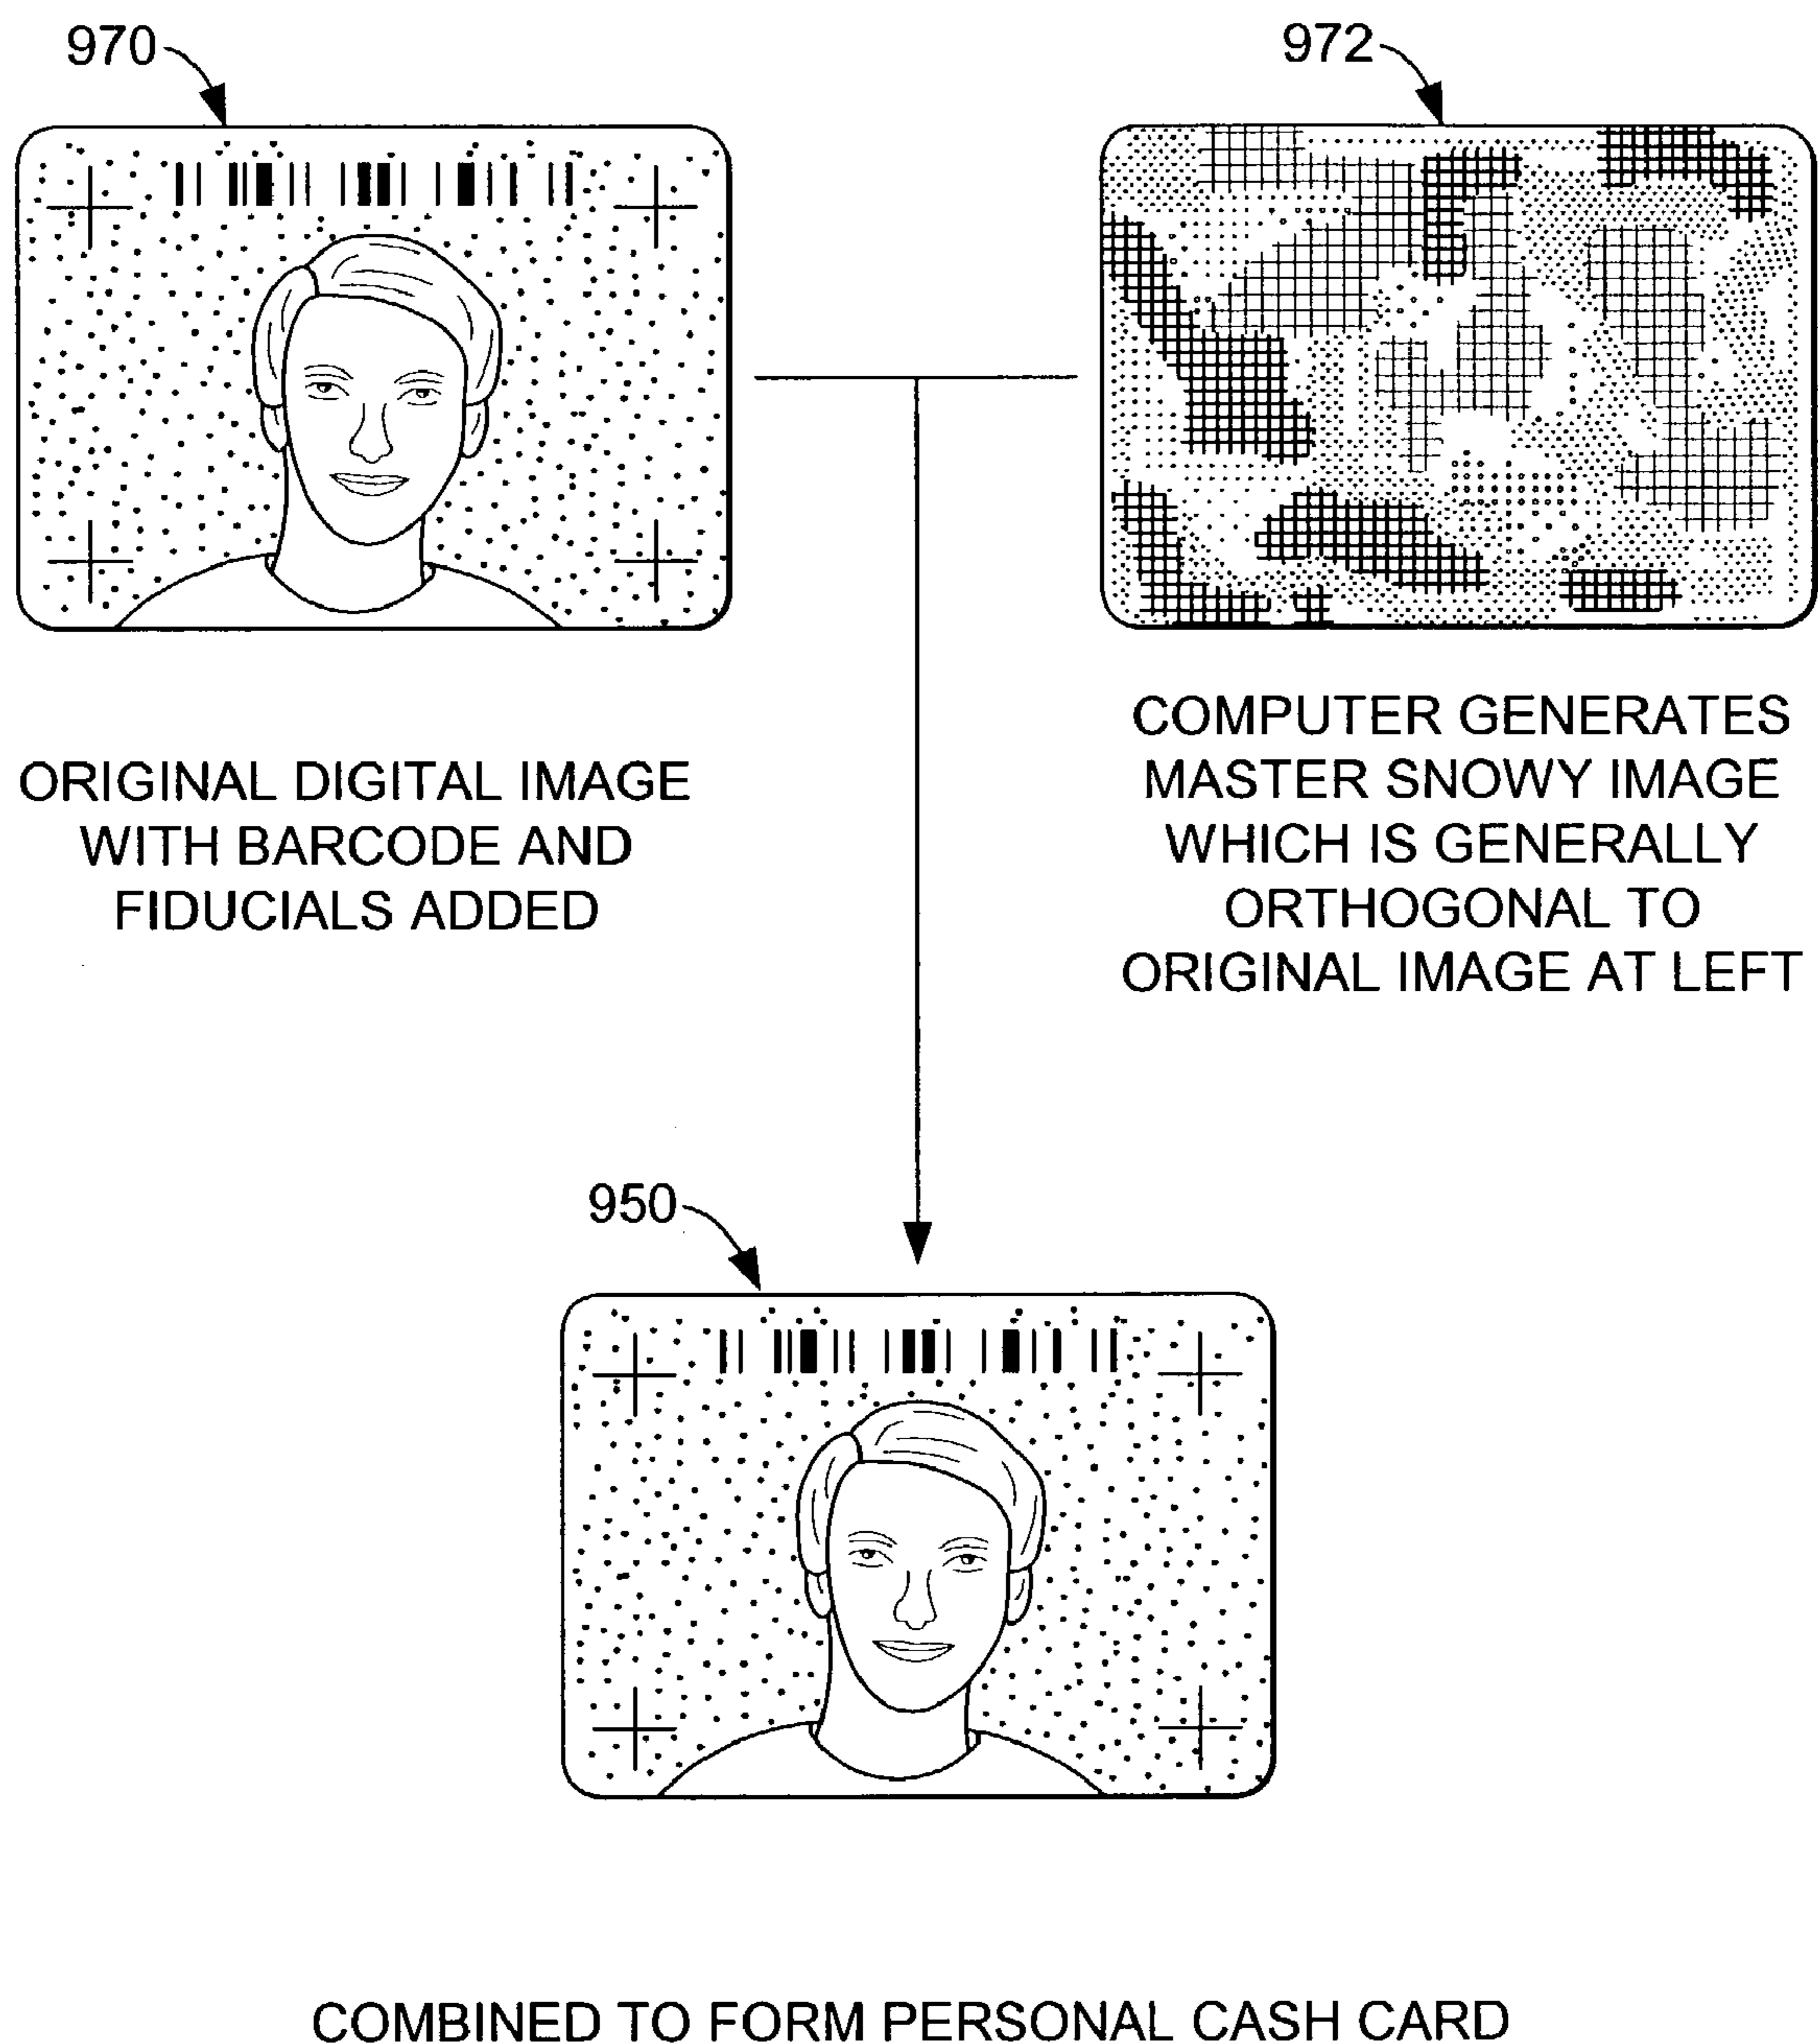 970
972
ORIGINAL DIGITAL IMAGE
WITH BARCODE AND
FIDUCIALS ADDED
COMPUTER GENERATES
MASTER SNOWY IMAGE
WHICH IS GENERALLY
ORTHOGONAL TO
ORIGINAL IMAGE AT LEFT
950
COMBINED TO FORM PERSONAL CASH CARD